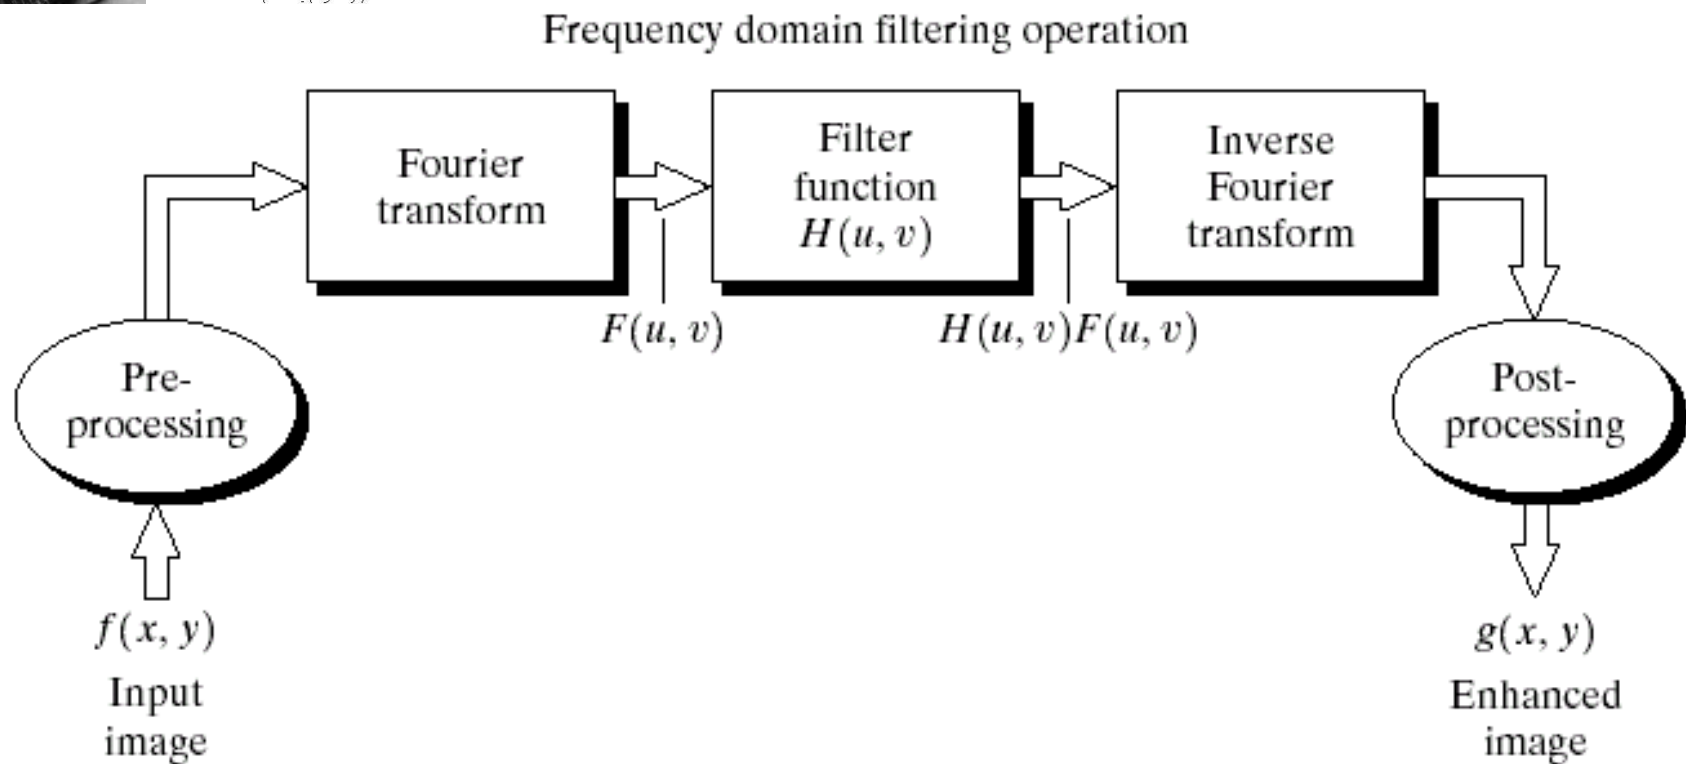 Frequency domain filtering operation
Fourier
transform
Filter
function
H(u, v)
Inverse
Fourier
transform
F(u, v)
H(u, v)F(u, v)
Pre-
processing
Post-
processing
f(x, y)
Input
image
g(x, y)
Enhanced
image